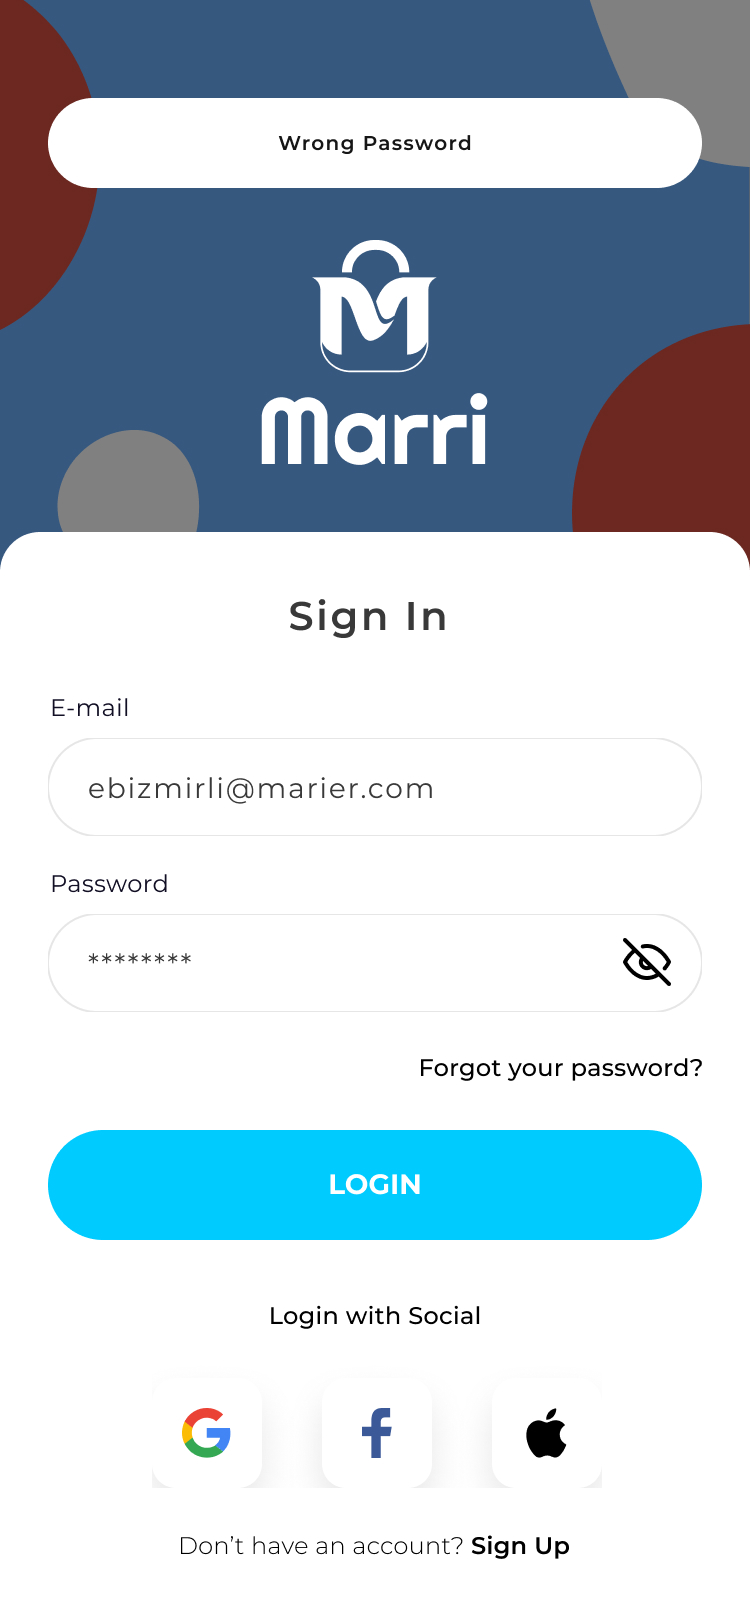 Wrong Password
Marri
Sign In
E-mail
ebizmirli@marier.com
Password
********
Forgot your password?
LOGIN
Login with Social
Don’t have an account? Sign Up